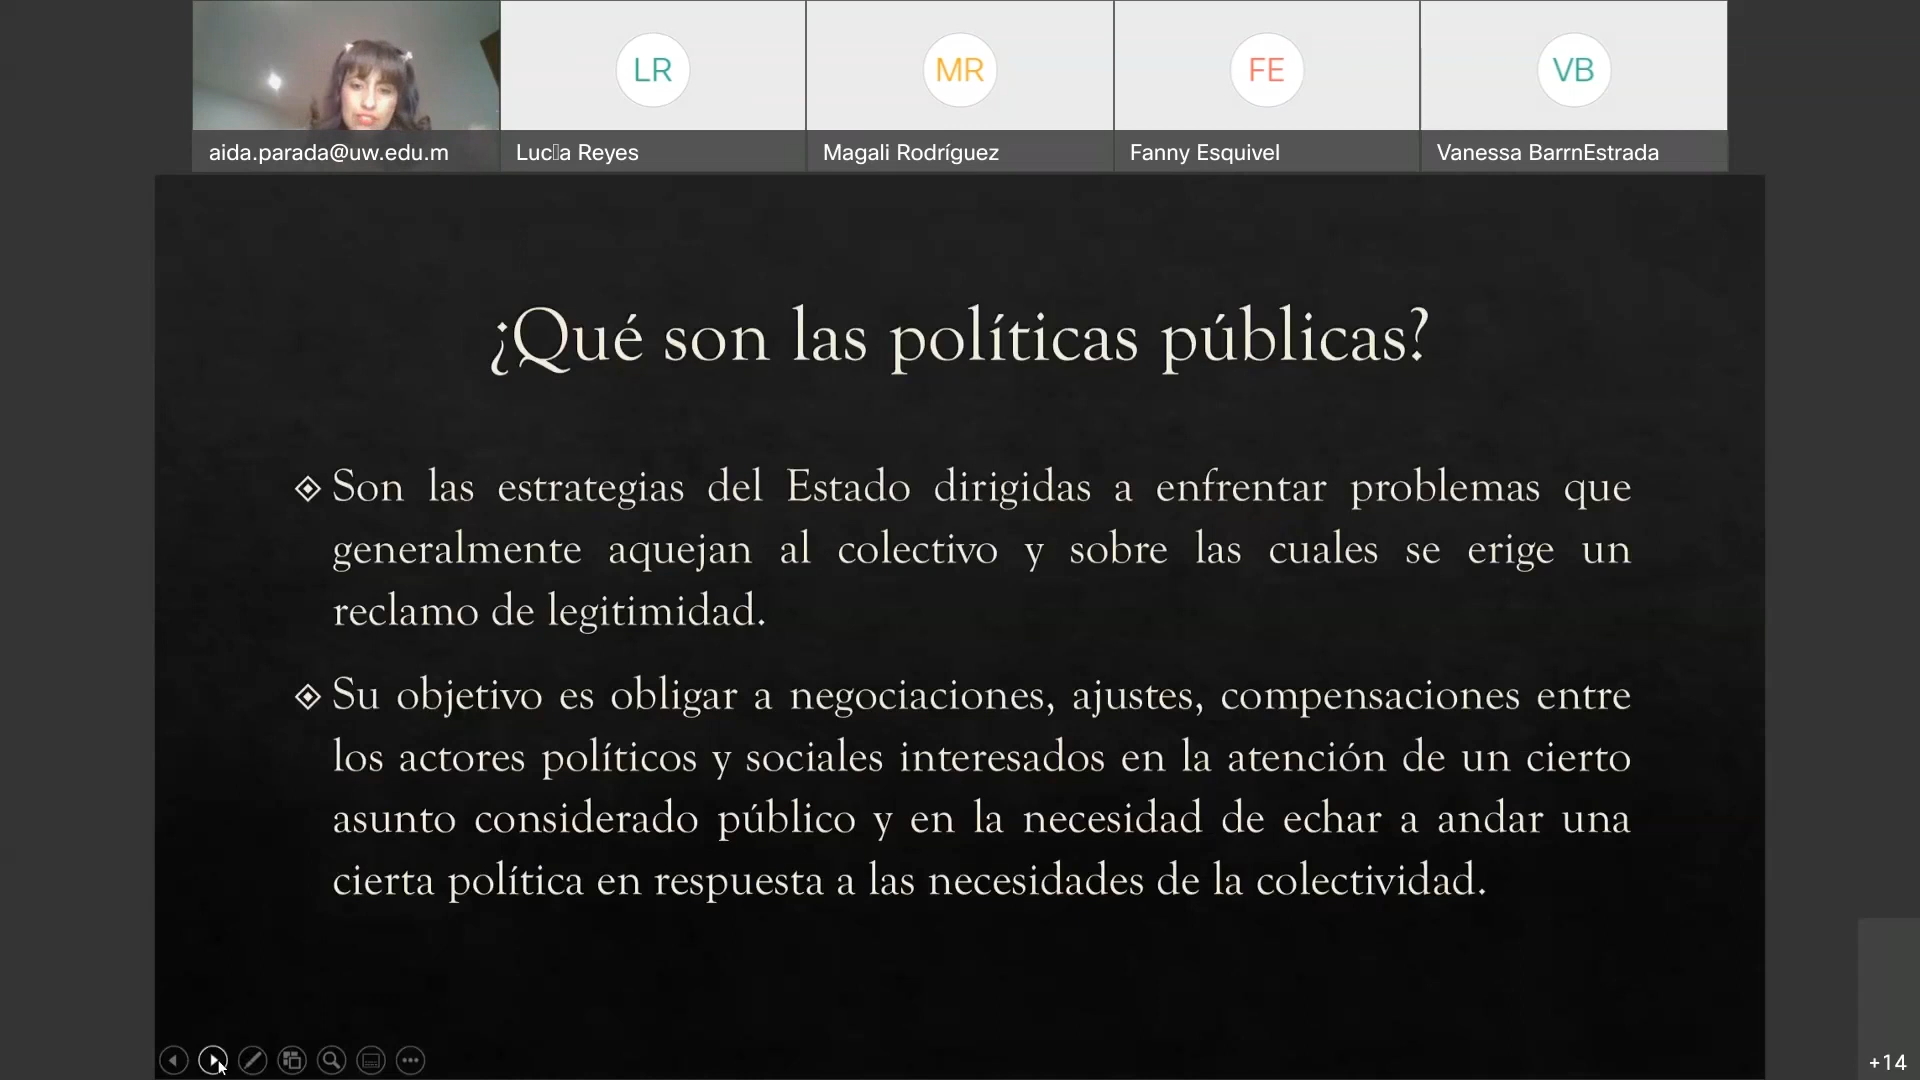 LR
MR
FE
VB
aida.parada@uw.edu.m
Luc▯a Reyes
Magali Rodríguez
Fanny Esquivel
Vanessa BarrnEstrada
¿Qué son las políticas públicas?
Son las estrategias del Estado dirigidas a enfrentar problemas que
generalmente aquejan al colectivo y sobre las cuales se erige un
reclamo de legitimidad.
Su objetivo es obligar a negociaciones, ajustes, compensaciones entre
los actores políticos y sociales interesados en la atención de un cierto
asunto considerado público y en la necesidad de echar a andar una
cierta política en respuesta a las necesidades de la colectividad.
+14